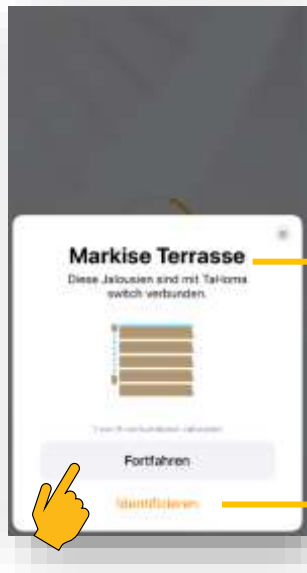 Markise Terrasse
Diese Jalousien sind mit TaHoma
switch verbunden.
Fortfahren
Identifizieren